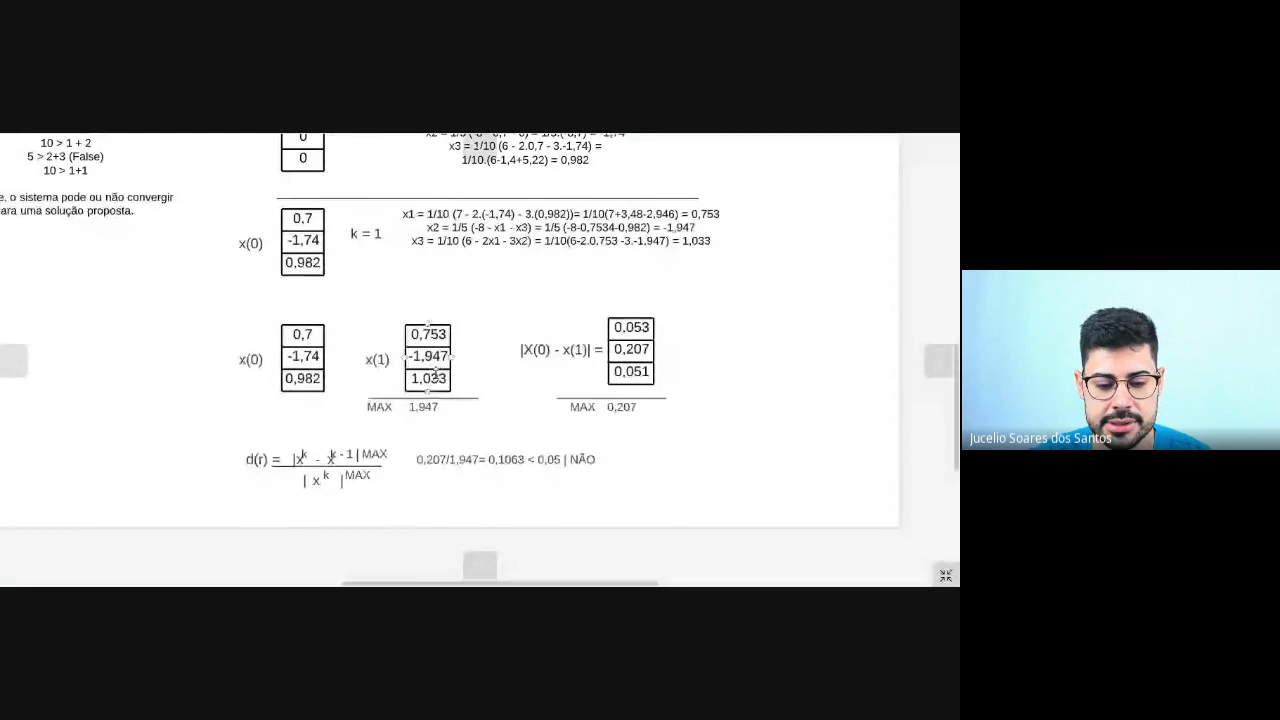 10 > 1 + 2
5 > 2+3 (False)
10 > 1+1
e, o sistema pode ou não convergir
ara uma solução proposta.
0
0
x3 = 1/10 (6 - 2.0,7 - 3.-1,74) =
1/10.(6-1,4+5,22) = 0,982
x(0)
0,7
-1,74
0,982
k = 1
x1 = 1/10 (7 - 2.(-1,74) - 3.(0,982))= 1/10(7+3,48-2,946) = 0,753
x2 = 1/5 (-8 - x1 - x3) = 1/5 (-8-0,7534-0,982) = -1,947
x3 = 1/10 (6 - 2x1 - 3x2) = 1/10(6-2.0.753 -3.-1,947) = 1,033
x(0)
0,7
-1,74
0,982
x(1)
0,753
-1,947
1,033
MAX 1,947
|X(0) - x(1)| =
0,053
0,207
0,051
MAX 0,207
d(r) = |x k - x k - 1 | MAX
| x k | MAX
0,207/1,947= 0,1063 < 0,05 | NÃO
Jucelio Soares dos Santos